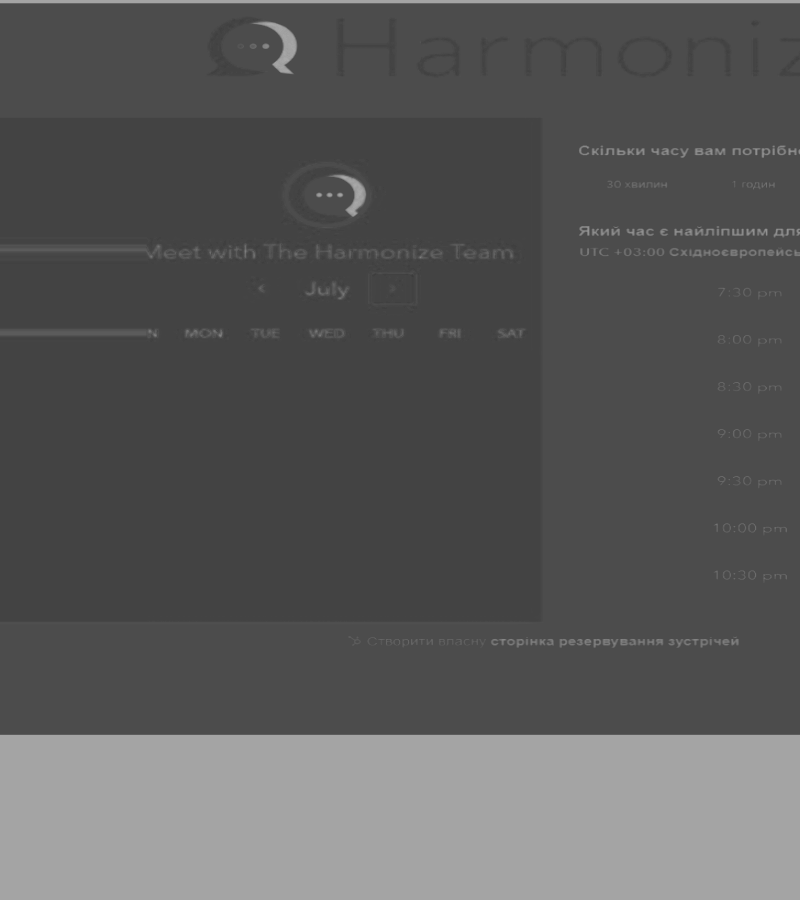 Harmoniz
Meet with The Harmonize Team
‹ July ›
N MON TUE WED THU FRI SAT
Скільки часу вам потрібн
30 хвилин 1 годин
Який час є найліпшим для
UTC +03:00 Східноєвропейсь
7:30 pm
8:00 pm
8:30 pm
9:00 pm
9:30 pm
10:00 pm
10:30 pm
Створити власну сторінка резервування зустрічей